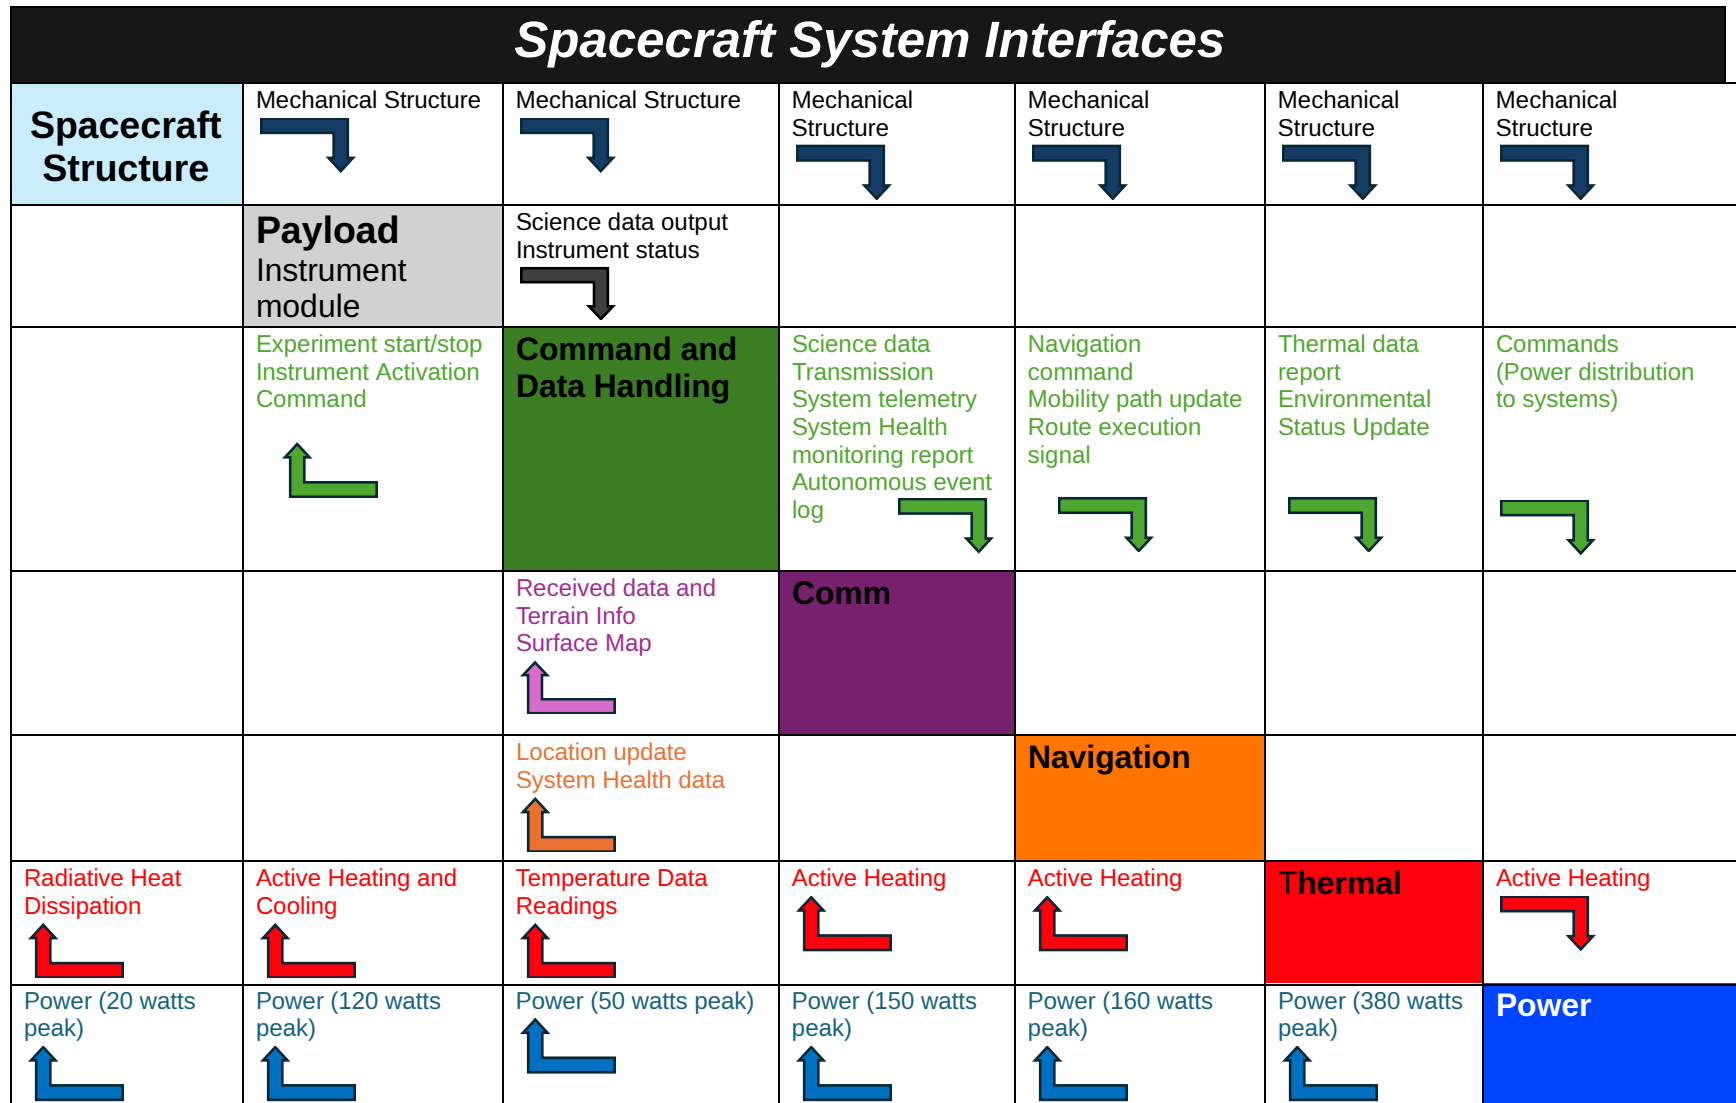 Spacecraft System Interfaces
Spacecraft
Structure
Mechanical Structure
Mechanical Structure
Mechanical
Structure
Mechanical
Structure
Mechanical
Structure
Mechanical
Structure
Payload
Instrument
module
Science data output
Instrument status
Experiment start/stop
Instrument Activation
Command
Command and
Data Handling
Science data
Transmission
System telemetry
System Health
monitoring report
Autonomous event
log
Navigation
command
Mobility path update
Route execution
signal
Thermal data
report
Environmental
Status Update
Commands
(Power distribution
to systems)
Received data and
Terrain Info
Surface Map
Comm
Location update
System Health data
Navigation
Radiative Heat
Dissipation
Active Heating and
Cooling
Temperature Data
Readings
Active Heating
Active Heating
Thermal
Active Heating
Power (20 watts
peak)
Power (120 watts
peak)
Power (50 watts peak)
Power (150 watts
peak)
Power (160 watts
peak)
Power (380 watts
peak)
Power